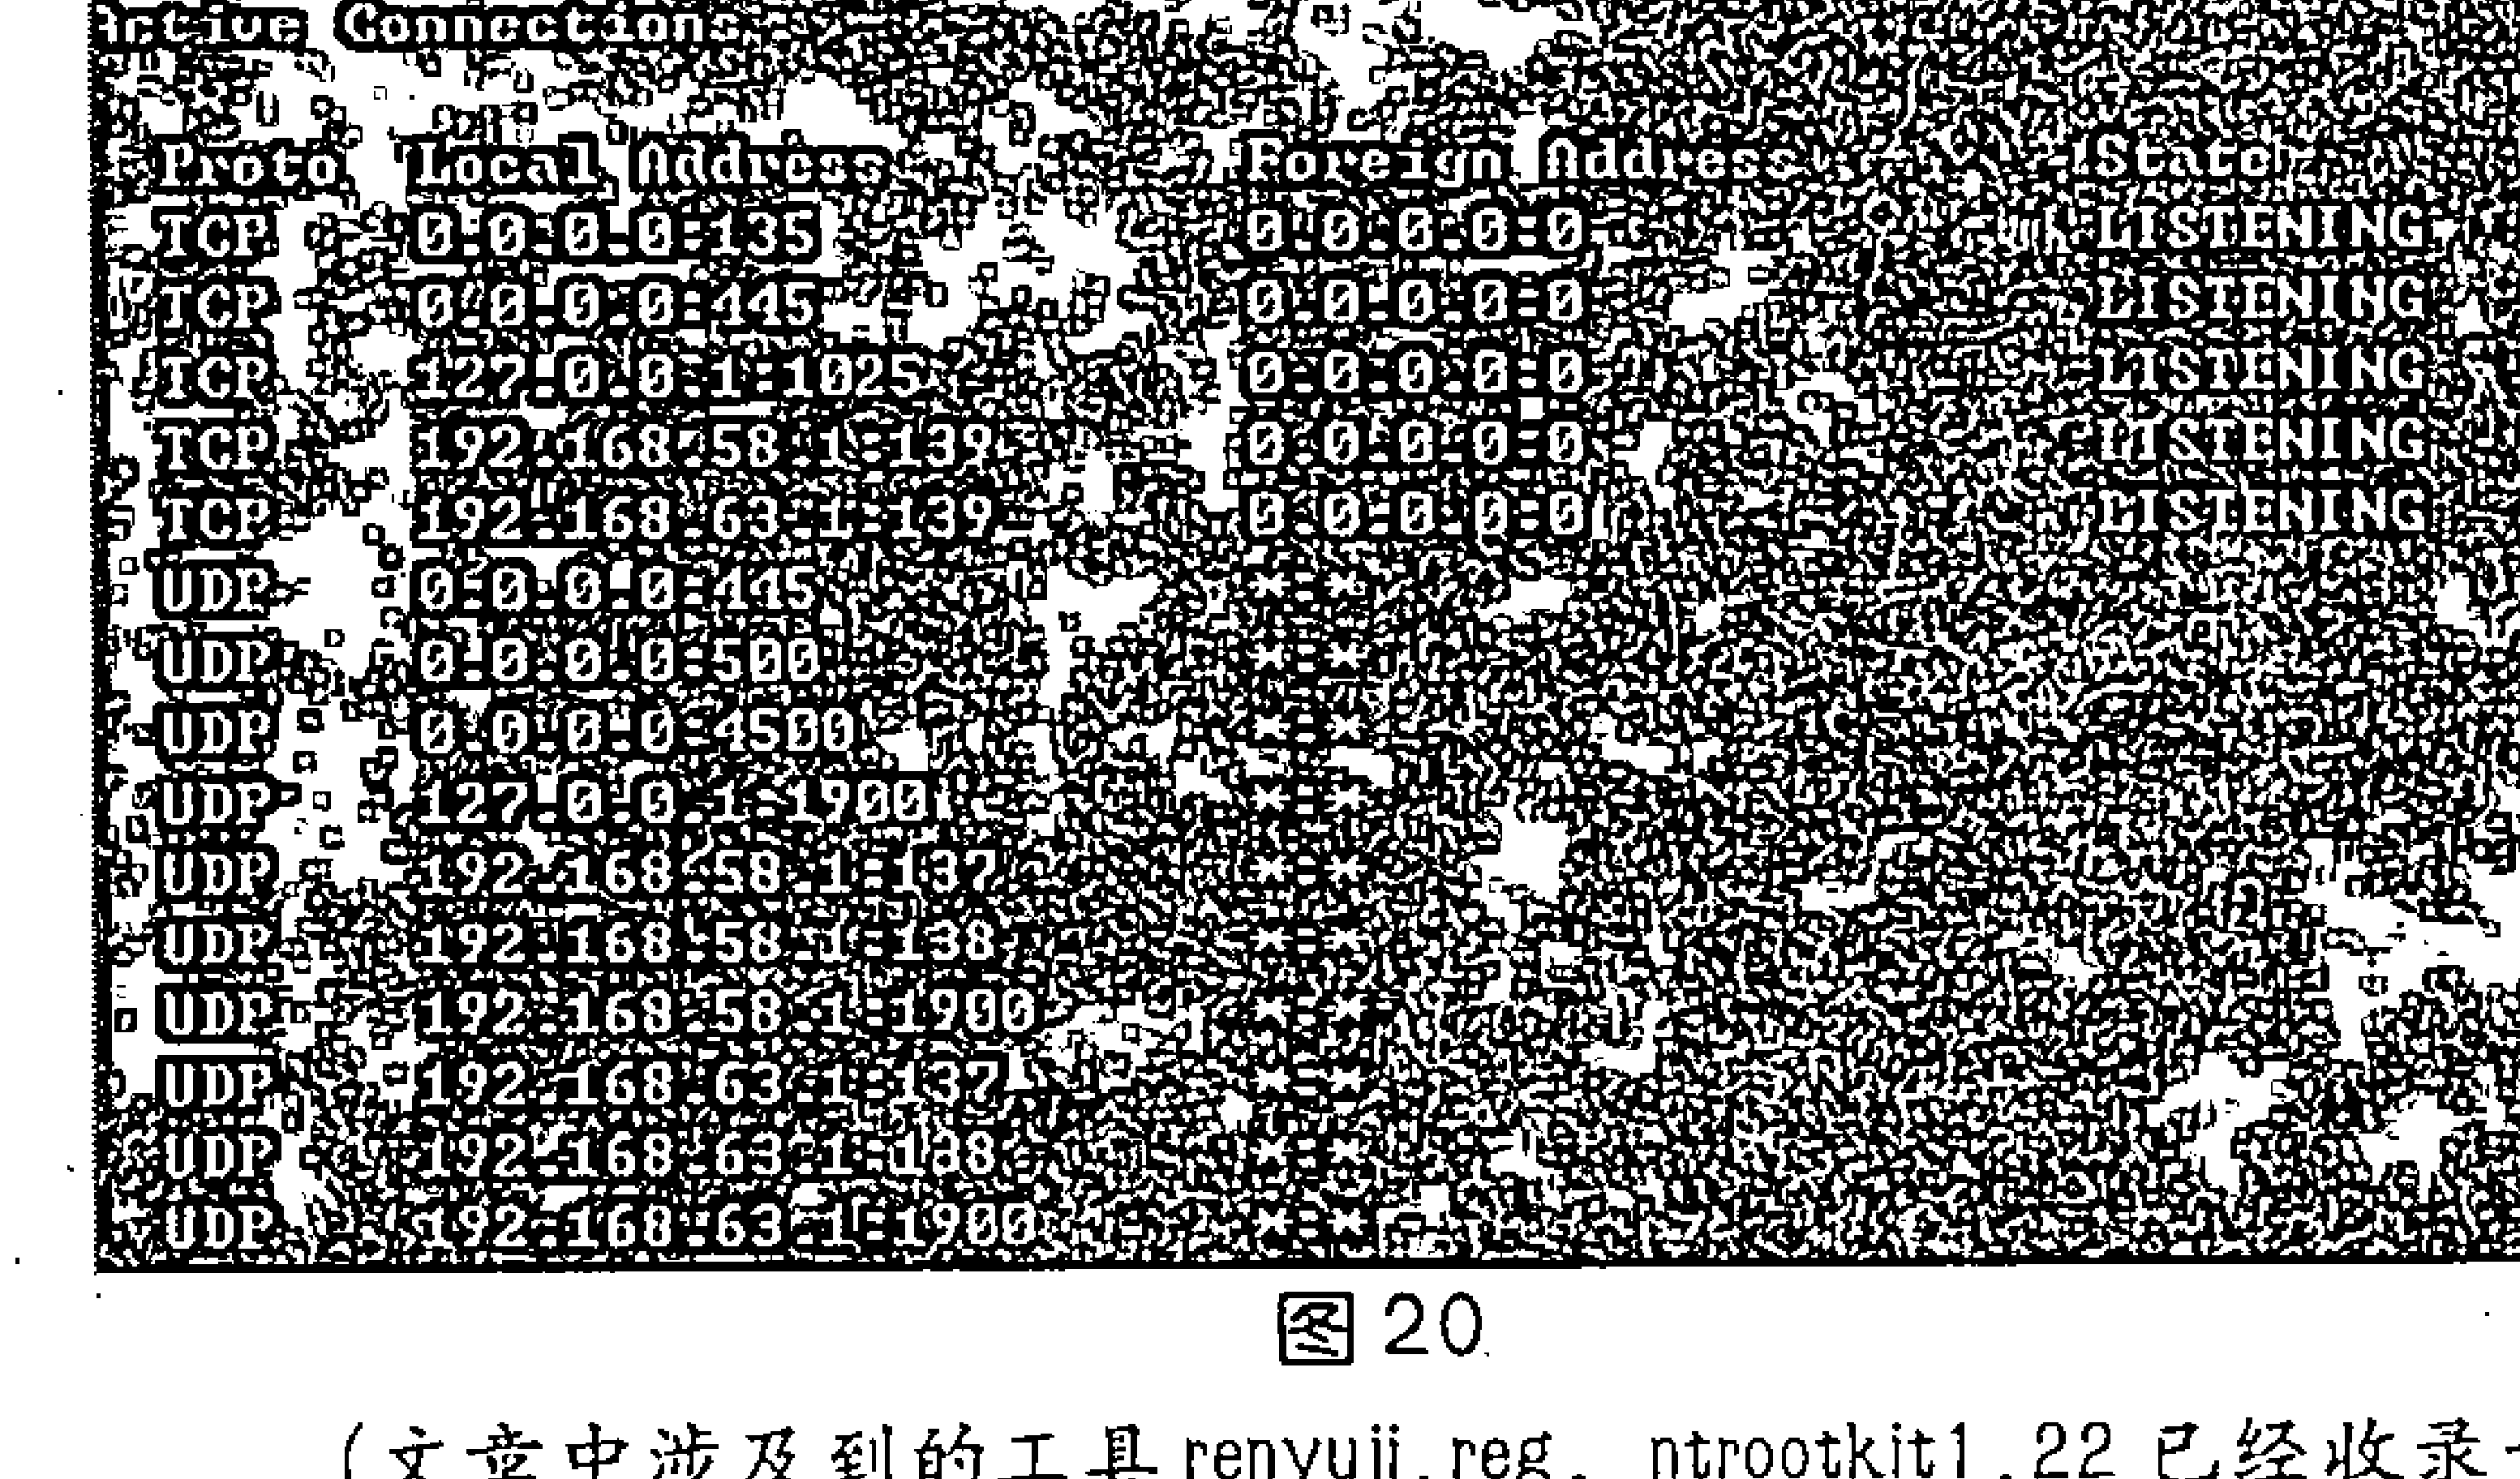 Active Connections
Proto Local Address Foreign Address State
TCP 0.0.0.0:135 0.0.0.0:0 LISTENING
TCP 0.0.0.0:445 0.0.0.0:0 LISTENING
TCP 127.0.0.1:1025 0.0.0.0:0 LISTENING
TCP 192.168.58.1:139 0.0.0.0:0 LISTENING
TCP 192.168.63.1:139 0.0.0.0:0 LISTENING
UDP 0.0.0.0:445 *:*
UDP 0.0.0.0:500 *:*
UDP 0.0.0.0:4500 *:*
UDP 127.0.0.1:1900 *:*
UDP 192.168.58.1:137 *:*
UDP 192.168.58.1:138 *:*
UDP 192.168.58.1:1900 *:*
UDP 192.168.63.1:137 *:*
UDP 192.168.63.1:138 *:*
UDP 192.168.63.1:1900 *:*
图20
(文章中涉及到的工具renyuji.reg, ntrootkit1.22已经收录